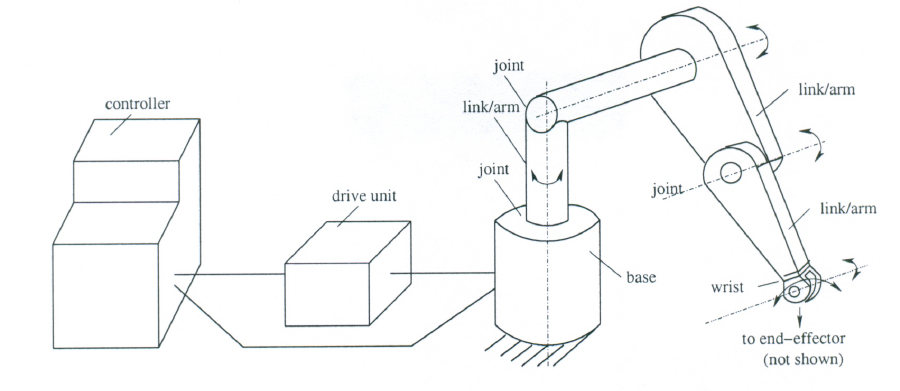 controller
drive unit
joint
link/arm
joint
base
link/arm
joint
link/arm
wrist
to end-effector
(not shown)